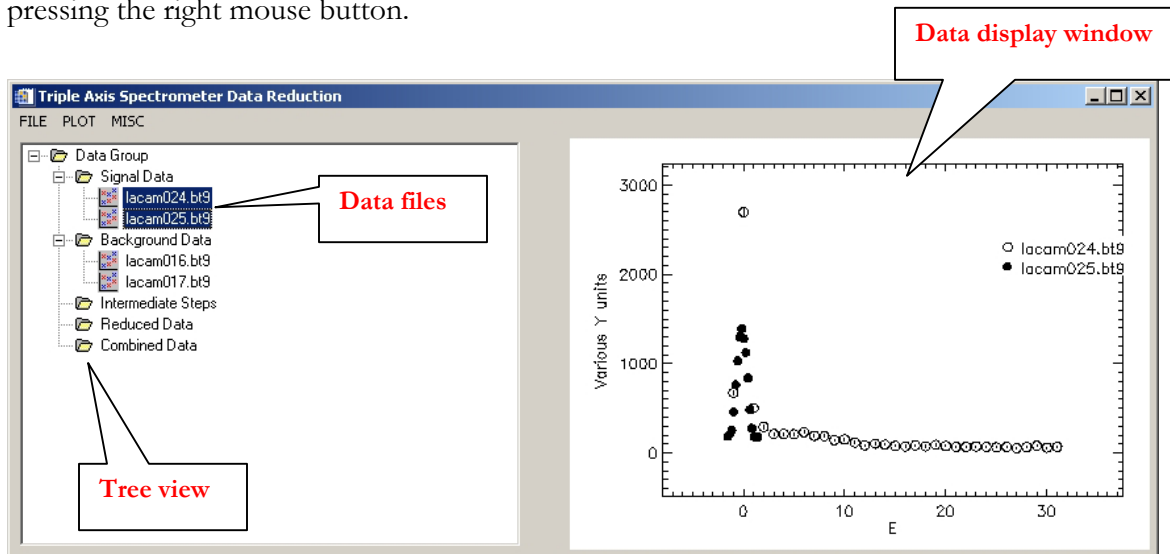 pressing the right mouse button.
Data display window
Triple Axis Spectrometer Data Reduction
FILE PLOT MISC
Data Group
Signal Data
lacam024.bt9
lacam025.bt9
Background Data
lacam016.bt9
lacam017.bt9
Intermediate Steps
Reduced Data
Combined Data
Data files
Tree view
3000
2000
1000
0
Various Y units
lacam024.bt9
lacam025.bt9
0 10 20 30
E